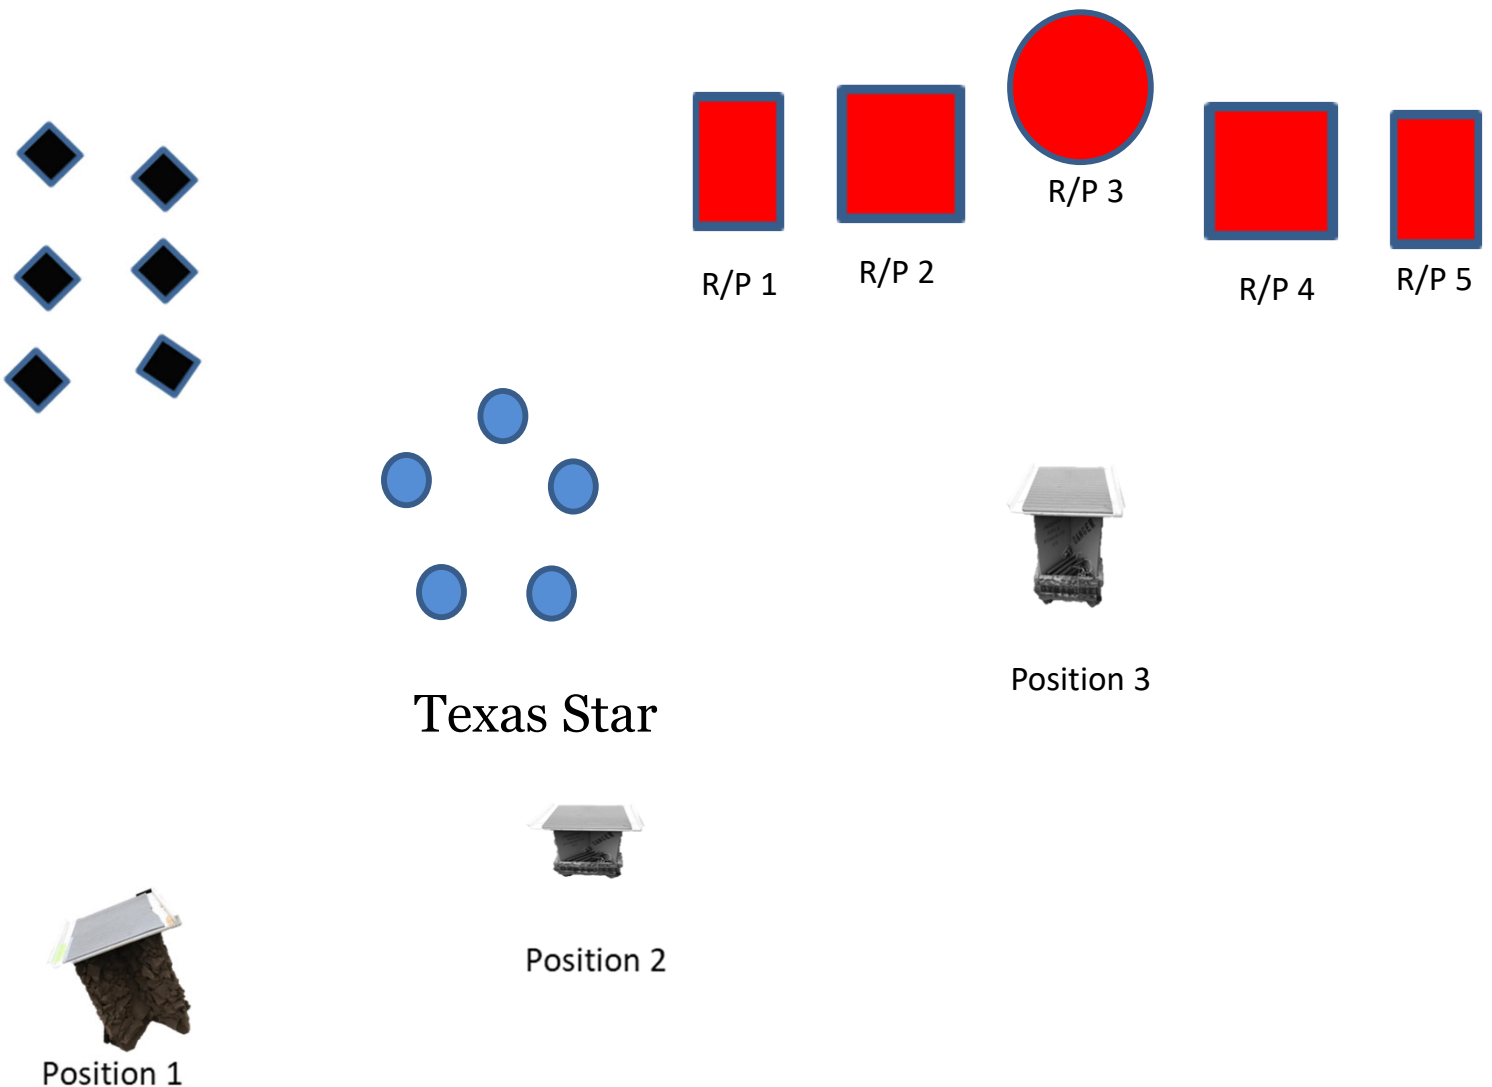 R/P 1
R/P 2
R/P 3
R/P 4
R/P 5
Texas Star
Position 3
Position 2
Position 1